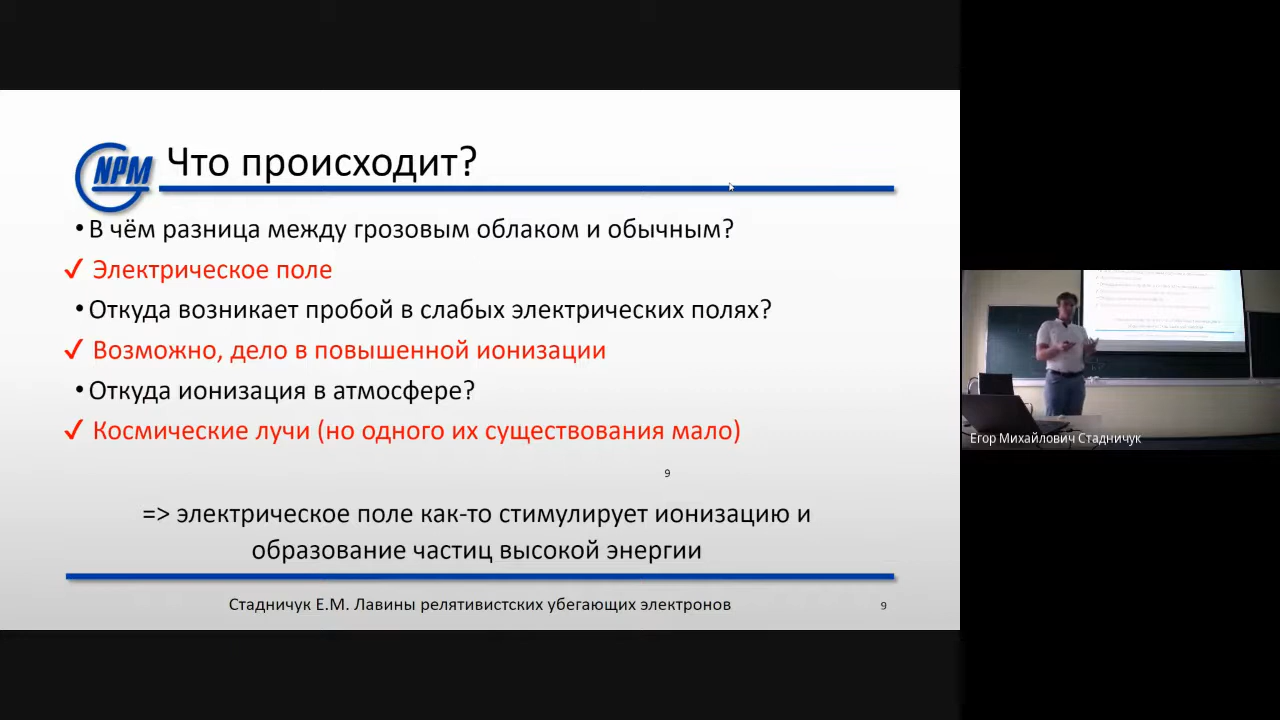 NPM
Что происходит?
• В чём разница между грозовым облаком и обычным?
✓ Электрическое поле
• Откуда возникает пробой в слабых электрических полях?
✓ Возможно, дело в повышенной ионизации
• Откуда ионизация в атмосфере?
✓ Космические лучи (но одного их существования мало)
9
=> электрическое поле как-то стимулирует ионизацию и
образование частиц высокой энергии
Стадничук Е.М. Лавины релятивистских убегающих электронов
9
Егор Михайлович Стадничук